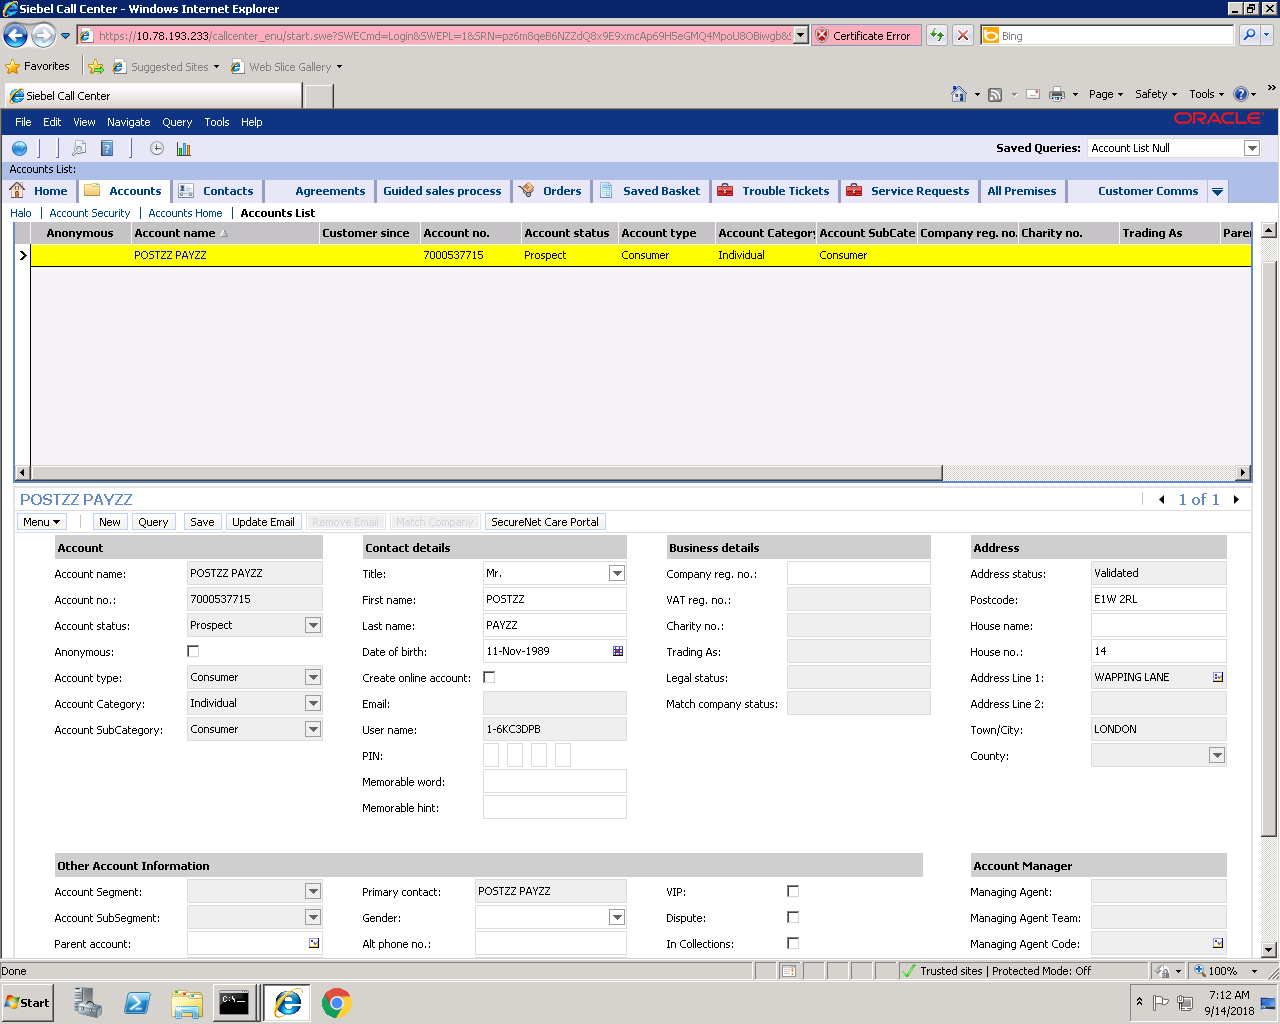 Siebel Call Center - Windows Internet Explorer
https://10.78.193.233/callcenter_enu/start.swe?SWECmd=Login&SWEPL=1&SRN=pz6m8qeB6NZZdQ8x9E9xmcAp69H5eGMQ4MpoU8OBiwgb&
Certificate Error
Bing
Favorites
Suggested Sites
Web Slice Gallery
Siebel Call Center
Page
Safety
Tools
File Edit View Navigate Query Tools Help
ORACLE
Saved Queries: Account List Null
Accounts List:
Home Accounts Contacts Agreements Guided sales process Orders Saved Basket Trouble Tickets Service Requests All Premises Customer Comms
Halo | Account Security | Accounts Home | Accounts List
Anonymous Account name Customer since Account no. Account status Account type Account Category Account SubCate Company reg. no. Charity no. Trading As Parer
POSTZZ PAYZZ 7000537715 Prospect Consumer Individual Consumer
POSTZZ PAYZZ
1 of 1
Menu New Query Save Update Email Remove Email Match Company SecureNet Care Portal
Account Contact details Business details Address
Account name: POSTZZ PAYZZ Title: Mr. Company reg. no.: Address status: Validated
Account no.: 7000537715 First name: POSTZZ VAT reg. no.: Postcode: E1W 2RL
Account status: Prospect Last name: PAYZZ Charity no.: House name:
Anonymous: Date of birth: 11-Nov-1989 Trading As: House no.: 14
Account type: Consumer Create online account: Legal status: Address Line 1: WAPPING LANE
Account Category: Individual Email: Match company status: Address Line 2:
Account SubCategory: Consumer User name: 1-6KC3DPB Town/City: LONDON
PIN: County:
Memorable word:
Memorable hint:
Other Account Information Account Manager
Account Segment: Primary contact: POSTZZ PAYZZ VIP: Managing Agent:
Account SubSegment: Gender: Dispute: Managing Agent Team:
Parent account: Alt phone no.: In Collections: Managing Agent Code:
Done
Trusted sites | Protected Mode: Off
100%
Start
7:12 AM
9/14/2018